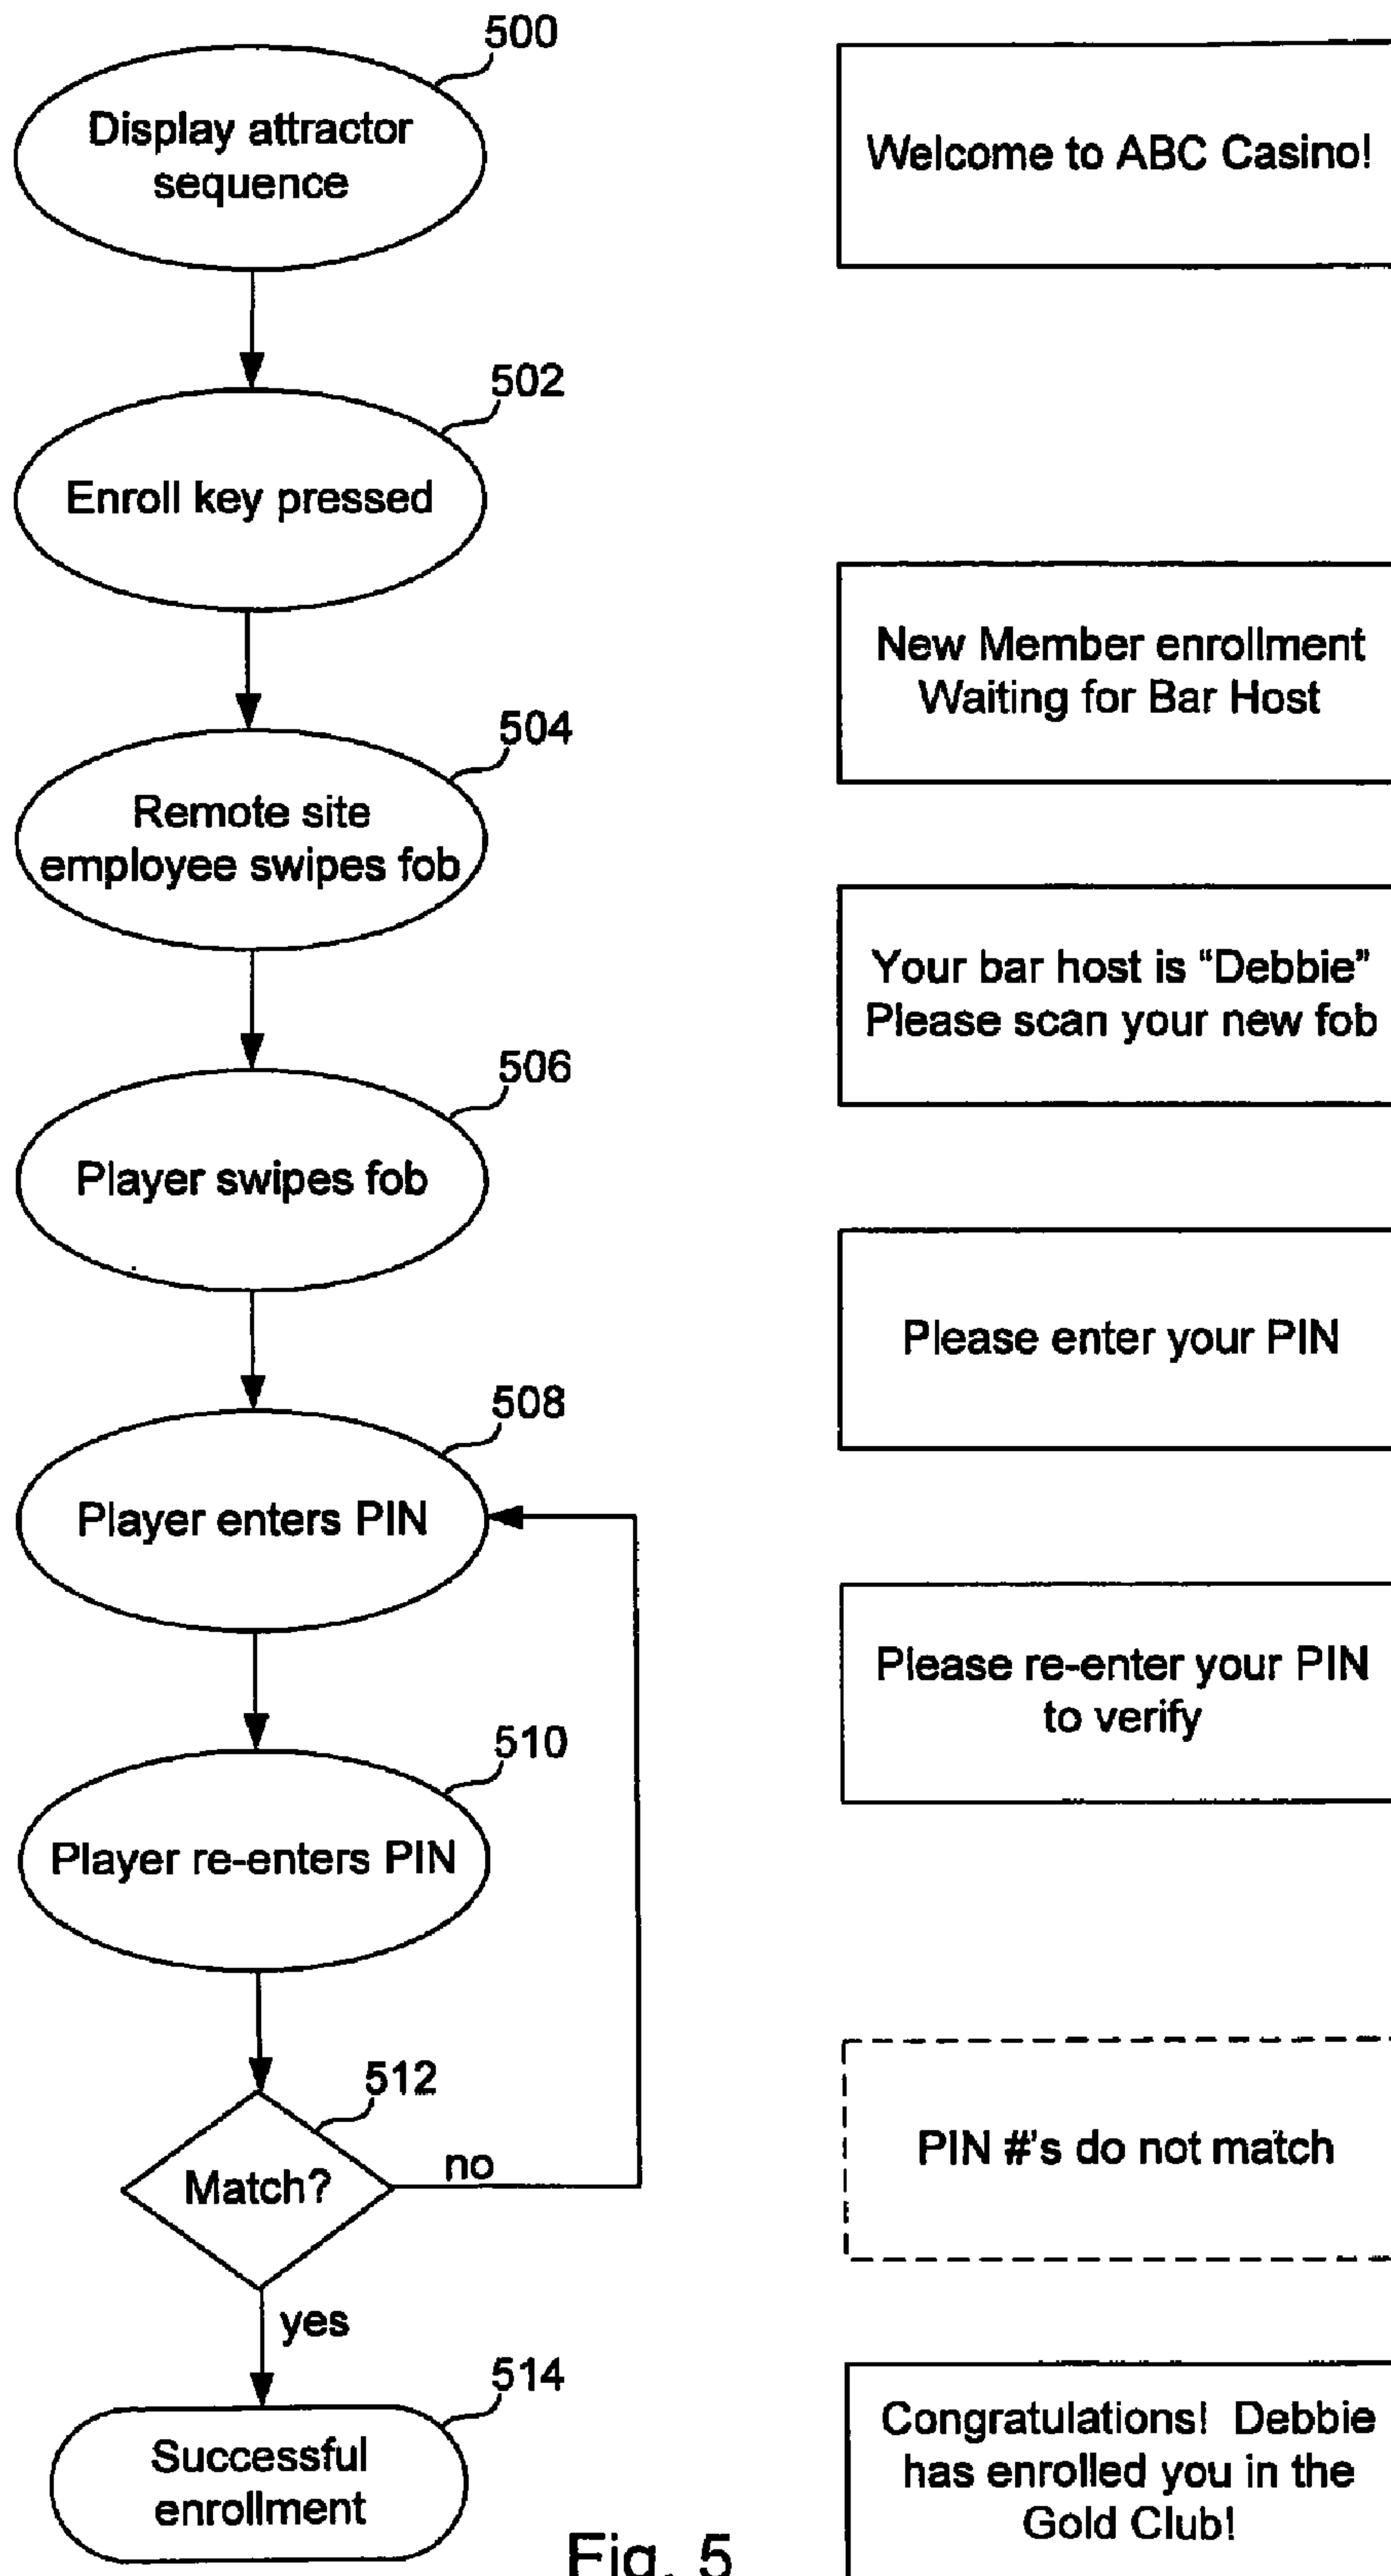 500
Display attractor
sequence
Welcome to ABC Casino!
502
Enroll key pressed
New Member enrollment
Waiting for Bar Host
504
Remote site
employee swipes fob
Your bar host is “Debbie”
Please scan your new fob
506
Player swipes fob
Please enter your PIN
508
Player enters PIN
Please re-enter your PIN
to verify
510
Player re-enters PIN
512
Match?
no
yes
PIN #'s do not match
514
Successful
enrollment
Congratulations! Debbie
has enrolled you in the
Gold Club!
Fig. 5